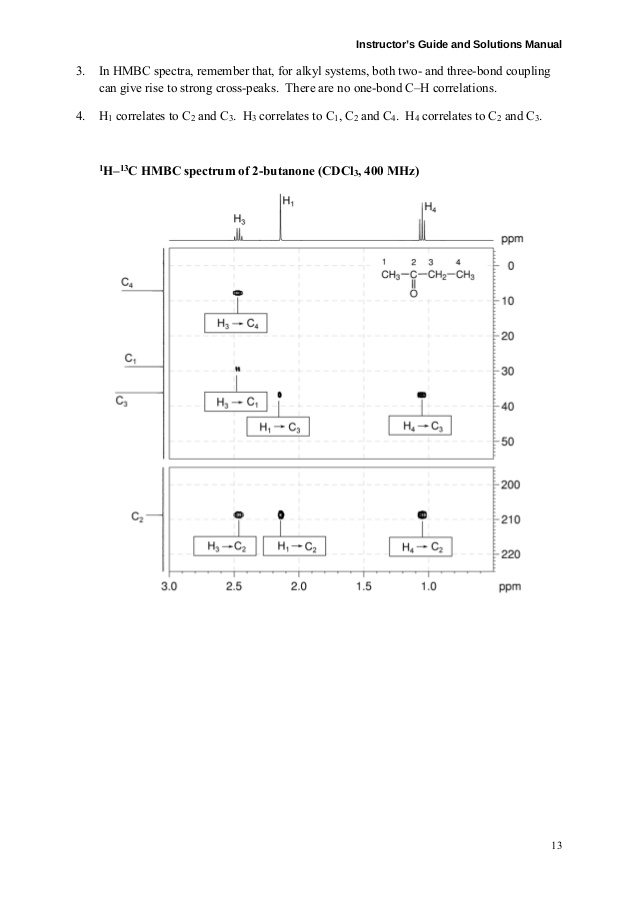 Instructor's Guide and Solutions Manual
3. In HMBC spectra, remember that, for alkyl systems, both two- and three-bond coupling
can give rise to strong cross-peaks. There are no one-bond C–H correlations.
4. H₁ correlates to C₂ and C₃. H₃ correlates to C₁, C₂ and C₄. H₄ correlates to C₂ and C₃.
¹H–¹³C HMBC spectrum of 2-butanone (CDCl₃, 400 MHz)
H₃ H₁ H₄
ppm
1 2 3 4
CH₃–C–CH₂–CH₃
O
0
C₄
10
H₃ → C₄
20
C₁
30
H₃ → C₁
C₃
40
H₁ → C₃
H₄ → C₃
50
200
C₂
210
H₃ → C₂ H₁ → C₂ H₄ → C₂
220
3.0 2.5 2.0 1.5 1.0 ppm
13